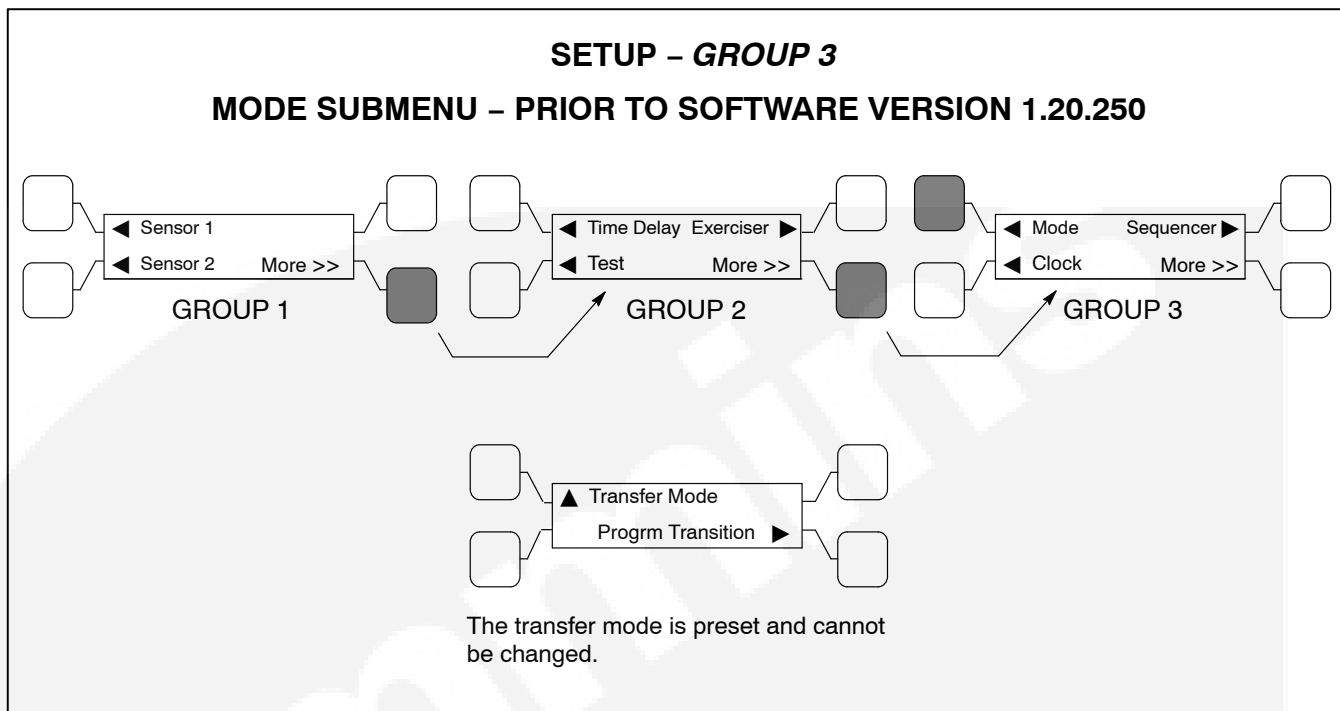 SETUP – GROUP 3
MODE SUBMENU – PRIOR TO SOFTWARE VERSION 1.20.250
◀ Sensor 1
◀ Sensor 2 More >>
GROUP 1
◀ Time Delay Exerciser ▶
◀ Test More >>
GROUP 2
◀ Mode Sequencer ▶
◀ Clock More >>
GROUP 3
▲ Transfer Mode
Progrm Transition ▶
The transfer mode is preset and cannot
be changed.